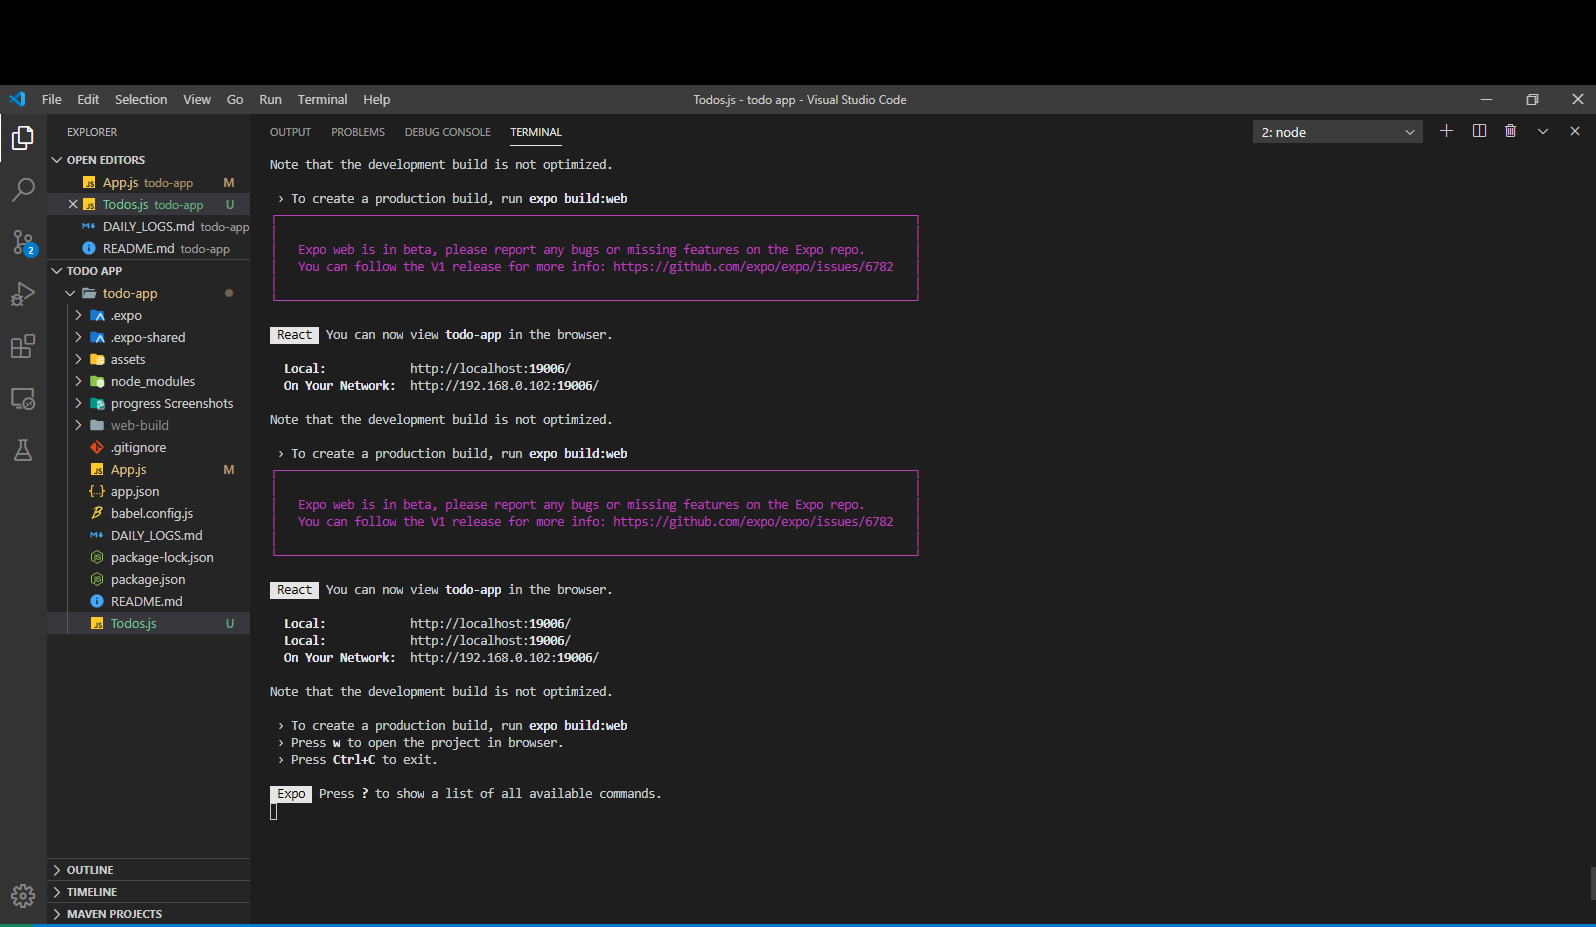 File Edit Selection View Go Run Terminal Help
Todos.js - todo app - Visual Studio Code
EXPLORER
OPEN EDITORS
App.js todo-app M
Todos.js todo-app U
DAILY_LOGS.md todo-app
README.md todo-app
TODO APP
todo-app
.expo
.expo-shared
assets
node_modules
progress Screenshots
web-build
.gitignore
App.js M
app.json
babel.config.js
DAILY_LOGS.md
package-lock.json
package.json
README.md
Todos.js U
OUTLINE
TIMELINE
MAVEN PROJECTS
2
OUTPUT PROBLEMS DEBUG CONSOLE TERMINAL
2: node
Note that the development build is not optimized.
› To create a production build, run expo build:web
Expo web is in beta, please report any bugs or missing features on the Expo repo.
You can follow the V1 release for more info: https://github.com/expo/expo/issues/6782
React You can now view todo-app in the browser.
Local: http://localhost:19006/
On Your Network: http://192.168.0.102:19006/
Note that the development build is not optimized.
› To create a production build, run expo build:web
Expo web is in beta, please report any bugs or missing features on the Expo repo.
You can follow the V1 release for more info: https://github.com/expo/expo/issues/6782
React You can now view todo-app in the browser.
Local: http://localhost:19006/
Local: http://localhost:19006/
On Your Network: http://192.168.0.102:19006/
Note that the development build is not optimized.
› To create a production build, run expo build:web
› Press w to open the project in browser.
› Press Ctrl+C to exit.
Expo Press ? to show a list of all available commands.